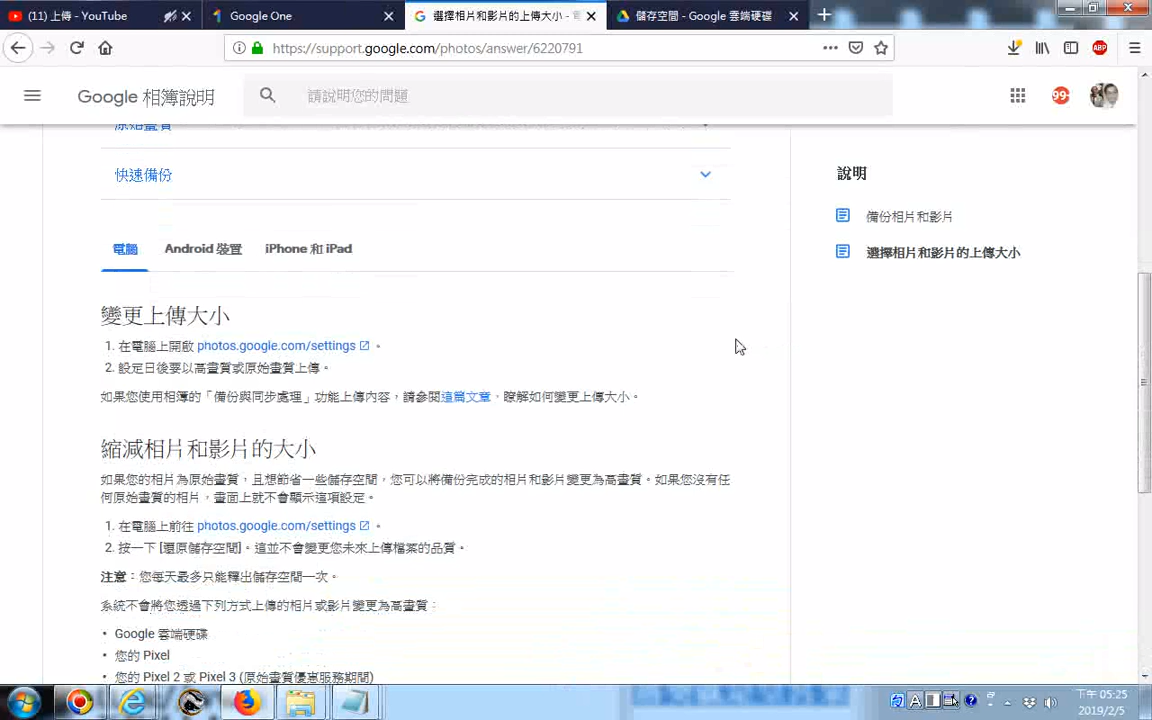 (11) 上傳 - YouTube
Google One
選擇相片和影片的上傳大小 -
儲存空間 - Google 雲端硬碟
https://support.google.com/photos/answer/6220791
ABP
Google 相簿說明
請說明您的問題
99+
原始畫質
快速備份
電腦
Android 裝置
iPhone 和 iPad
變更上傳大小
1. 在電腦上開啟 photos.google.com/settings 。
2. 設定日後要以高畫質或原始畫質上傳。
如果您使用相簿的「備份與同步處理」功能上傳內容，請參閱這篇文章，瞭解如何變更上傳大小。
縮減相片和影片的大小
如果您的相片為原始畫質，且想節省一些儲存空間，您可以將備份完成的相片和影片變更為高畫質。如果您沒有任
何原始畫質的相片，畫面上就不會顯示這項設定。
1. 在電腦上前往 photos.google.com/settings 。
2. 按一下 [還原儲存空間]。這並不會變更您未來上傳檔案的品質。
注意：您每天最多只能釋出儲存空間一次。
系統不會將您透過下列方式上傳的相片或影片變更為高畫質：
• Google 雲端硬碟
• 您的 Pixel
• 您的 Pixel 2 或 Pixel 3 (原始畫質優惠服務期間)
說明
備份相片和影片
選擇相片和影片的上傳大小
A
下午 05:25
2019/2/5